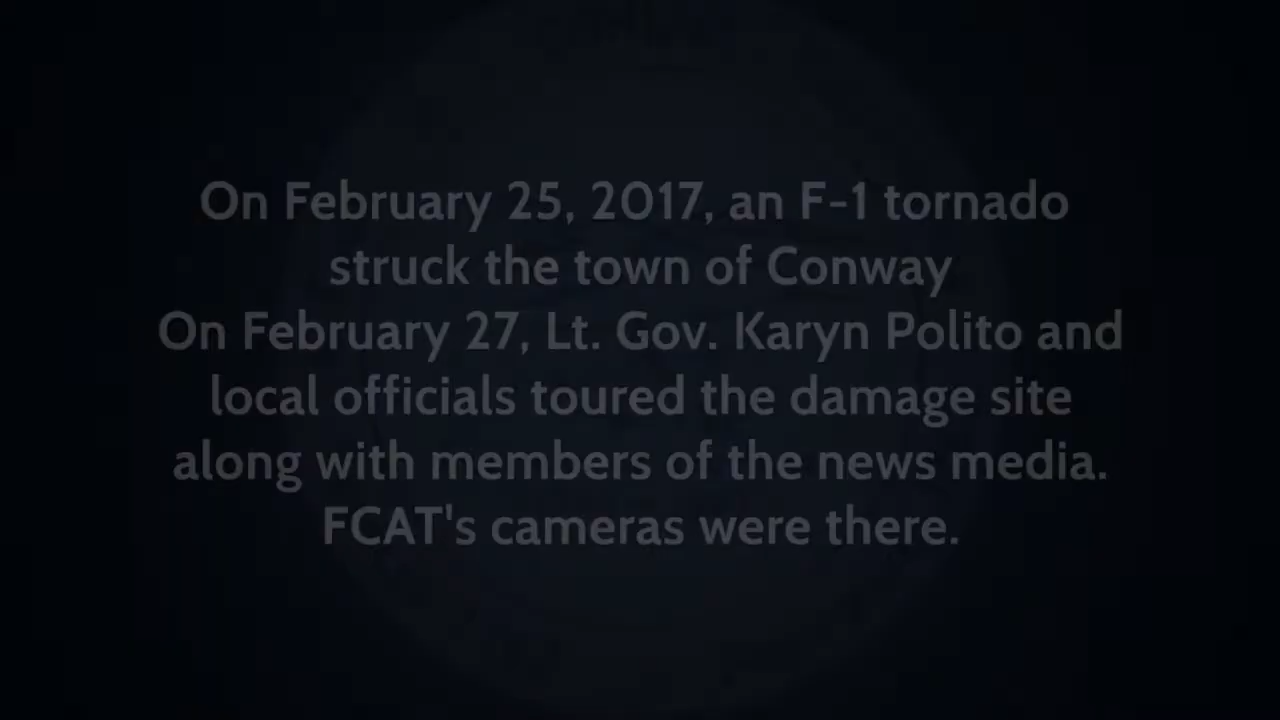 On February 25, 2017, an F-1 tornado
struck the town of Conway
On February 27, Lt. Gov. Karyn Polito and
local officials toured the damage site
along with members of the news media.
FCAT's cameras were there.